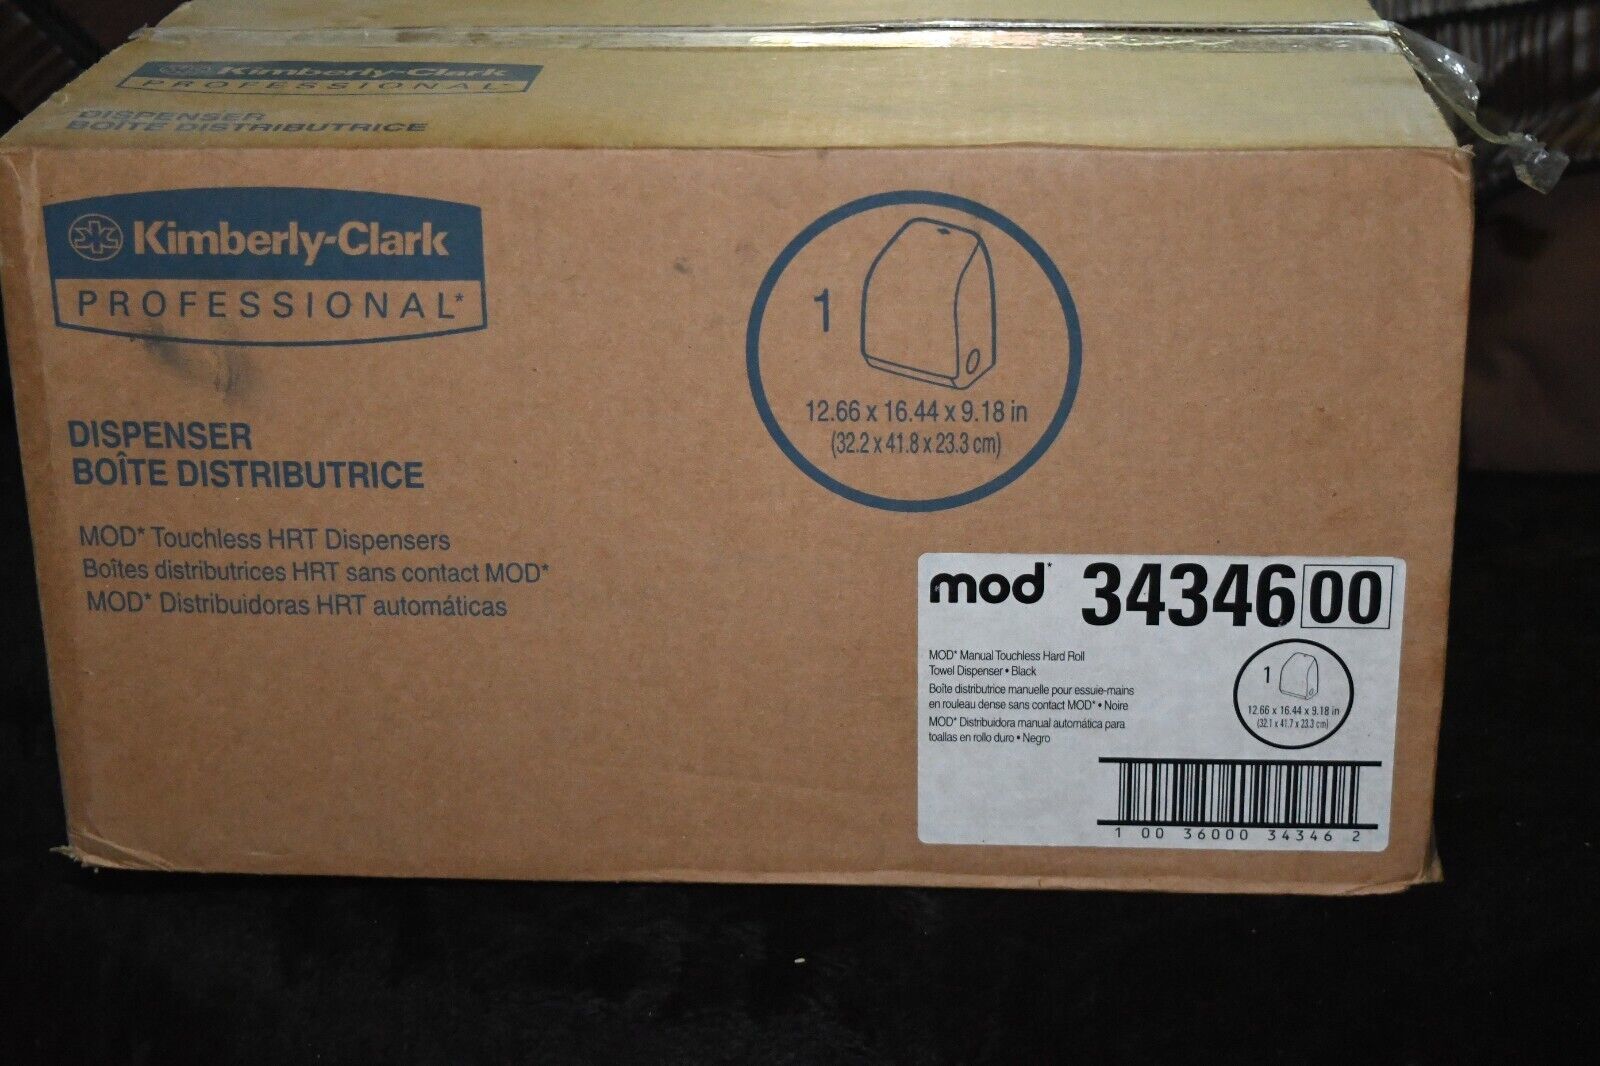 Kimberly-Clark
PROFESSIONAL*
DISPENSER
BOÎTE DISTRIBUTRICE
Kimberly-Clark
PROFESSIONAL*
DISPENSER
BOÎTE DISTRIBUTRICE
MOD* Touchless HRT Dispensers
Boîtes distributrices HRT sans contact MOD*
MOD* Distribuidoras HRT automáticas
1
12.66 x 16.44 x 9.18 in
(32.2 x 41.8 x 23.3 cm)
mod* 34346 00
MOD* Manual Touchless Hard Roll
Towel Dispenser • Black
Boîte distributrice manuelle pour essuie-mains
en rouleau dense sans contact MOD* • Noire
MOD* Distribuidora manual automática para
toallas en rollo duro • Negro
1
12.66 x 16.44 x 9.18 in
(32.1 x 41.7 x 23.3 cm)
1 00 36000 34346 2